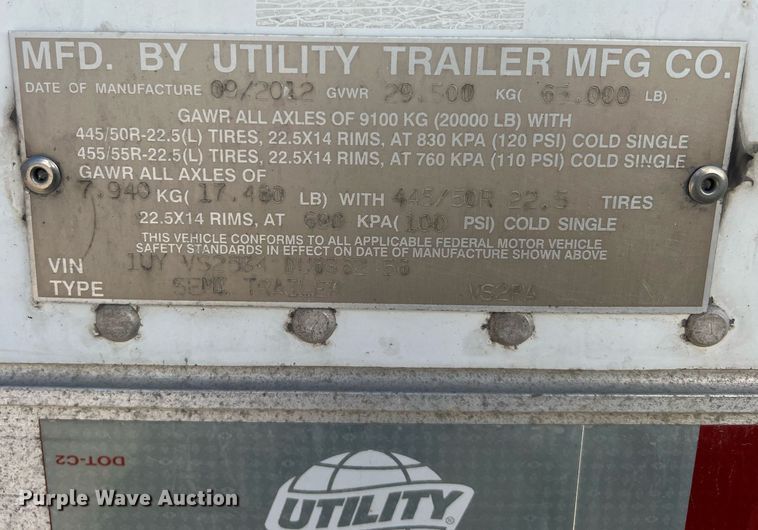 MFD. BY UTILITY TRAILER MFG CO.
DATE OF MANUFACTURE 09/2012 GVWR 29.500 KG( 65.000 LB)
GAWR ALL AXLES OF 9100 KG (20000 LB) WITH
445/50R-22.5(L) TIRES, 22.5X14 RIMS, AT 830 KPA (120 PSI) COLD SINGLE
455/55R-22.5(L) TIRES, 22.5X14 RIMS, AT 760 KPA (110 PSI) COLD SINGLE
GAWR ALL AXLES OF
7.940 KG( 17.480 LB) WITH 445/50R 22.5 TIRES
22.5X14 RIMS, AT 690 KPA( 100 PSI) COLD SINGLE
THIS VEHICLE CONFORMS TO ALL APPLICABLE FEDERAL MOTOR VEHICLE
SAFETY STANDARDS IN EFFECT ON DATE OF MANUFACTURE SHOWN ABOVE
VIN 1UY
TYPE SEMI TRAILER VS2RA
DOT-C2
UTILITY
Purple Wave Auction